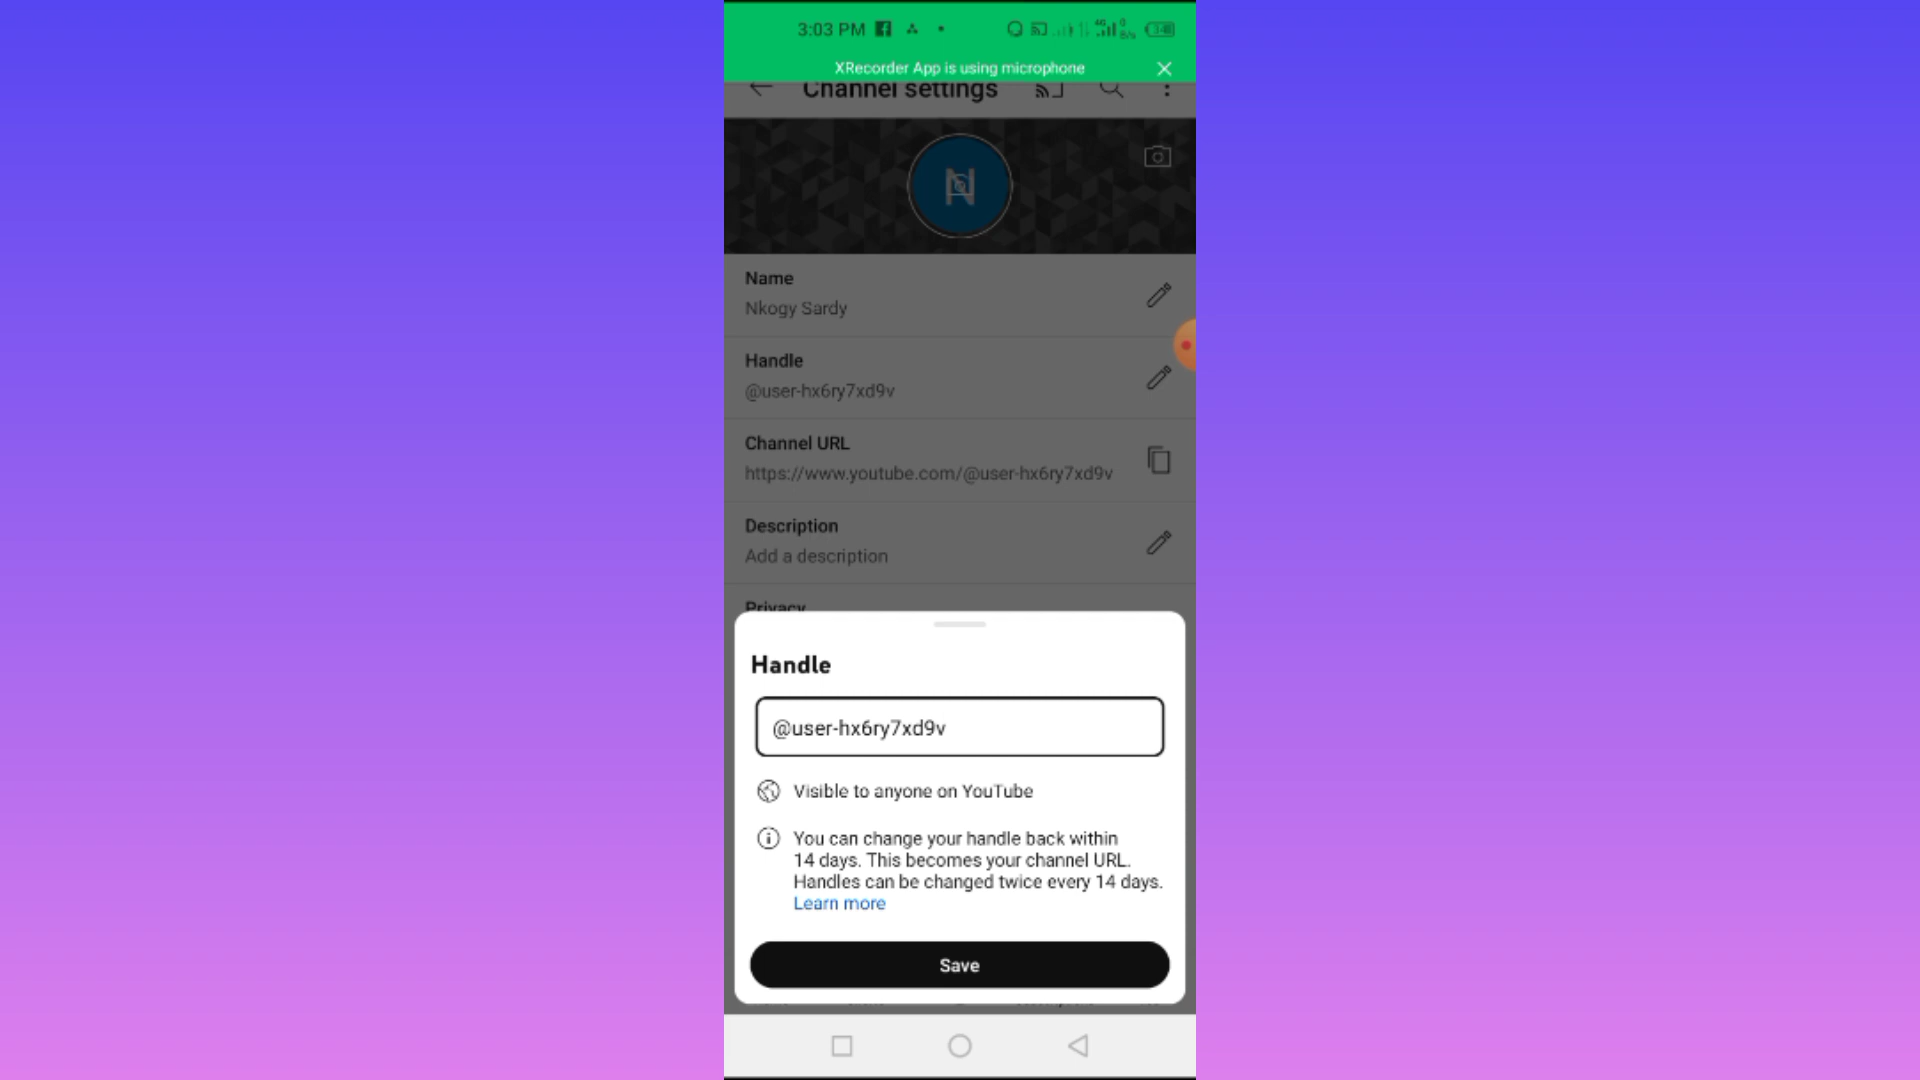 3:03 PM
XRecorder App is using microphone
Channel settings
N
Name
Nkogy Sardy
Handle
@user-hx6ry7xd9v
Channel URL
https://www.youtube.com/@user-hx6ry7xd9v
Description
Add a description
Privacy
Handle
@user-hx6ry7xd9v
Visible to anyone on YouTube
You can change your handle back within
14 days. This becomes your channel URL.
Handles can be changed twice every 14 days.
Learn more
Save